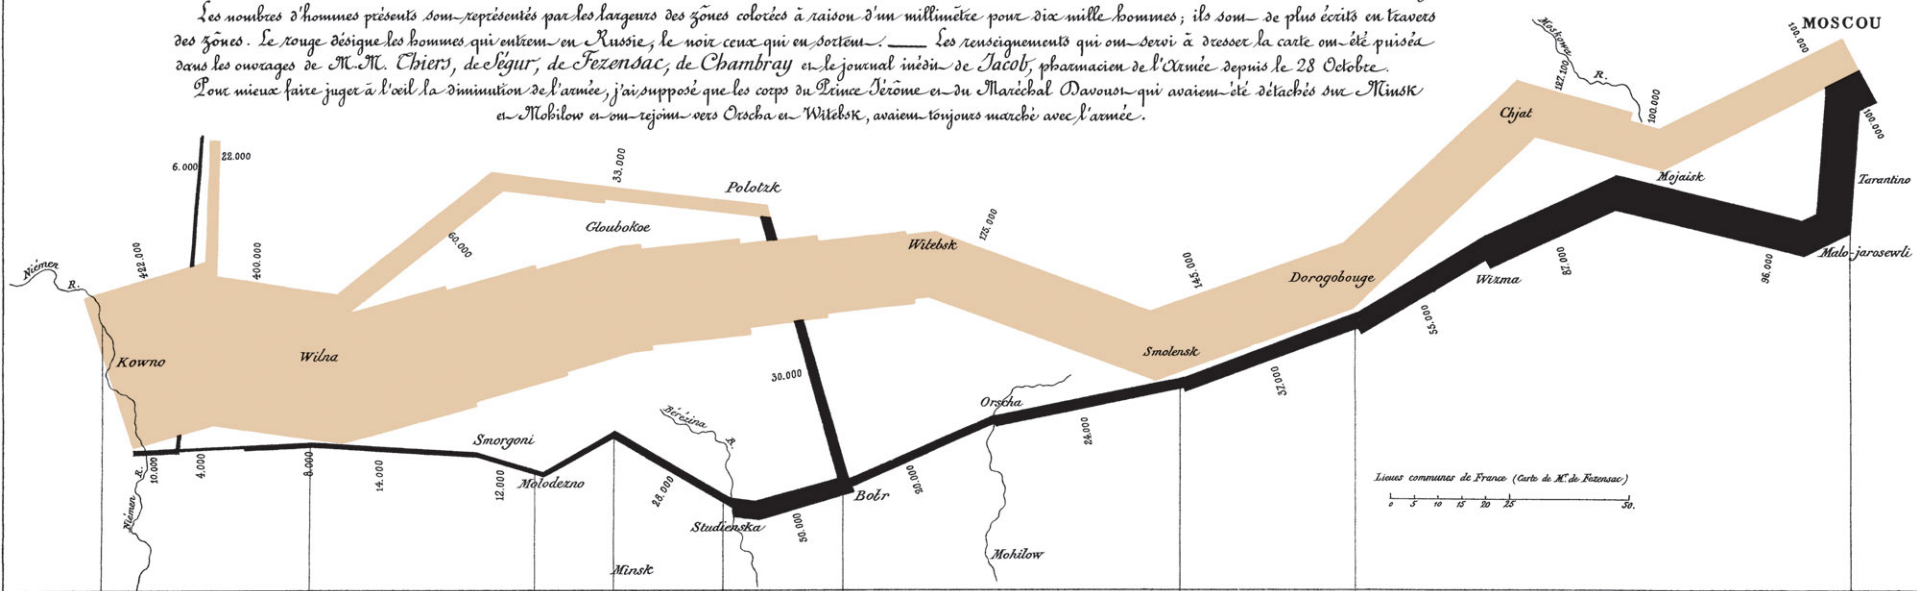 Les nombres d'hommes présents sont représentés par les largeurs des zônes colorées à raison d'un millimètre pour dix mille hommes; ils sont de plus écrits en travers
des zônes. Le rouge désigne les hommes qui entrent en Russie, le noir ceux qui en sortent. ____ Les renseignements qui ont servi à dresser la carte ont été puisés
dans les ouvrages de M.M. Thiers, de Ségur, de Fezensac, de Chambray et le journal inédit de Jacob, pharmacien de l'Armée depuis le 28 Octobre.
Pour mieux faire juger à l'œil la diminution de l'armée, j'ai supposé que les corps du Prince Jérôme et du Maréchal Davoust qui avaient été détachés sur Minsk
et Mohilow et ont rejoint vers Orscha et Witebsk, avaient toujours marché avec l'armée.
MOSCOU
100.000
Moskowa
R.
127.100
100.000
100.000
Chjat
Mojaisk
Tarantino
Malo-jarosewli
6.000
22.000
33.000
Polotzk
Gloubokoe
60.000
Witebsk
175.000
422.000
400.000
Niémen
R.
145.000
Dorogobouge
Wizma
87.000
96.000
55.000
Kowno
Wilna
Smolensk
30.000
37.000
Orscha
24.000
Bérézina
R.
Smorgoni
10.000
4.000
8.000
14.000
12.000
Molodezno
28.000
20.000
Bobr
Studienska
50.000
Niémen
R.
Minsk
Mohilow
Lieues communes de France (Carte de M. de Fezensac)
0 5 10 15 20 25 50.